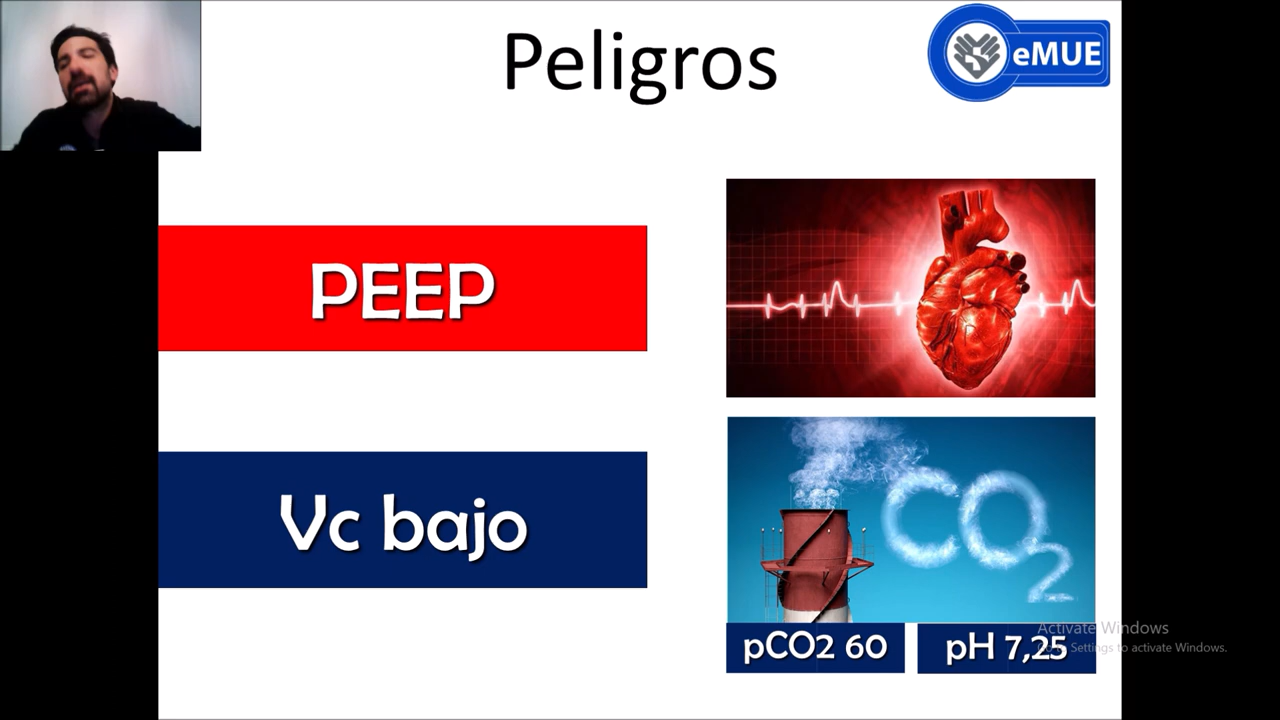 Peligros
eMUE
PEEP
Vc bajo
CO2
pCO2 60
pH 7,25
Activate Windows
Go to Settings to activate Windows.